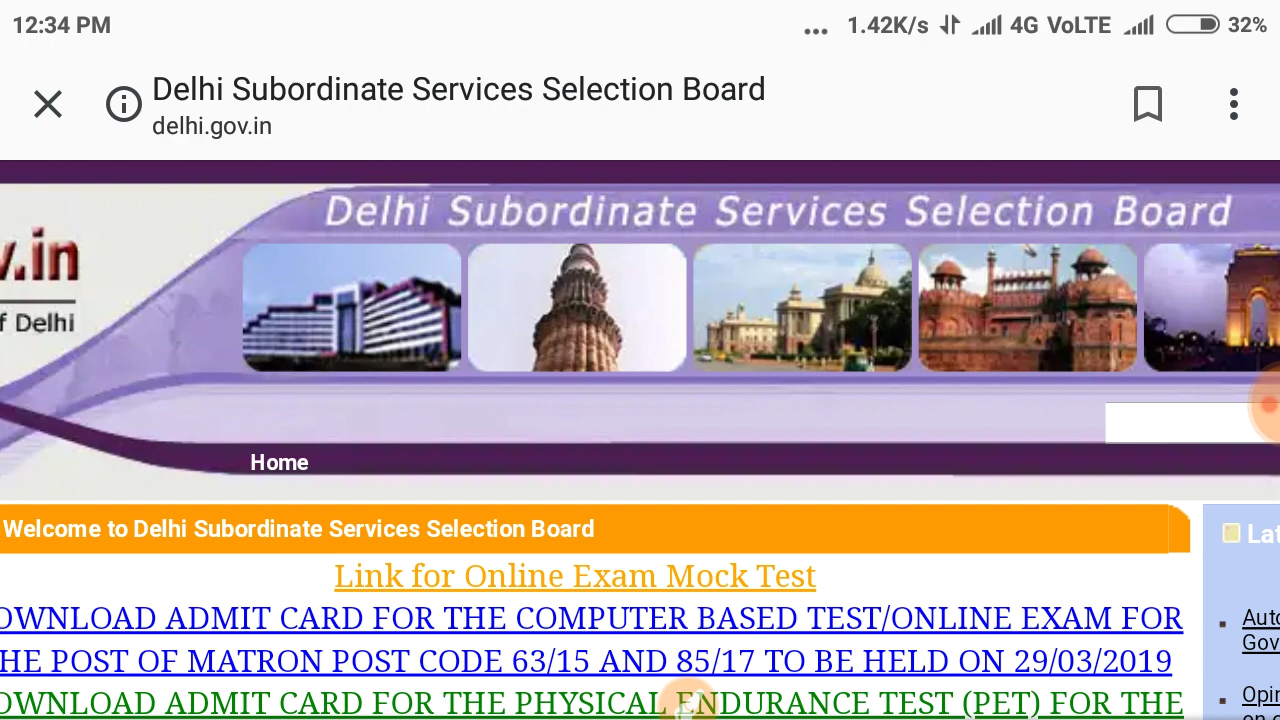 12:34 PM
... 1.42K/s 4G VoLTE 32%
Delhi Subordinate Services Selection Board
delhi.gov.in
Delhi Subordinate Services Selection Board
v.in
f Delhi
Home
Welcome to Delhi Subordinate Services Selection Board
Lat
Link for Online Exam Mock Test
OWNLOAD ADMIT CARD FOR THE COMPUTER BASED TEST/ONLINE EXAM FOR
HE POST OF MATRON POST CODE 63/15 AND 85/17 TO BE HELD ON 29/03/2019
OWNLOAD ADMIT CARD FOR THE PHYSICAL ENDURANCE TEST (PET) FOR THE
Auto
Gov
Opin